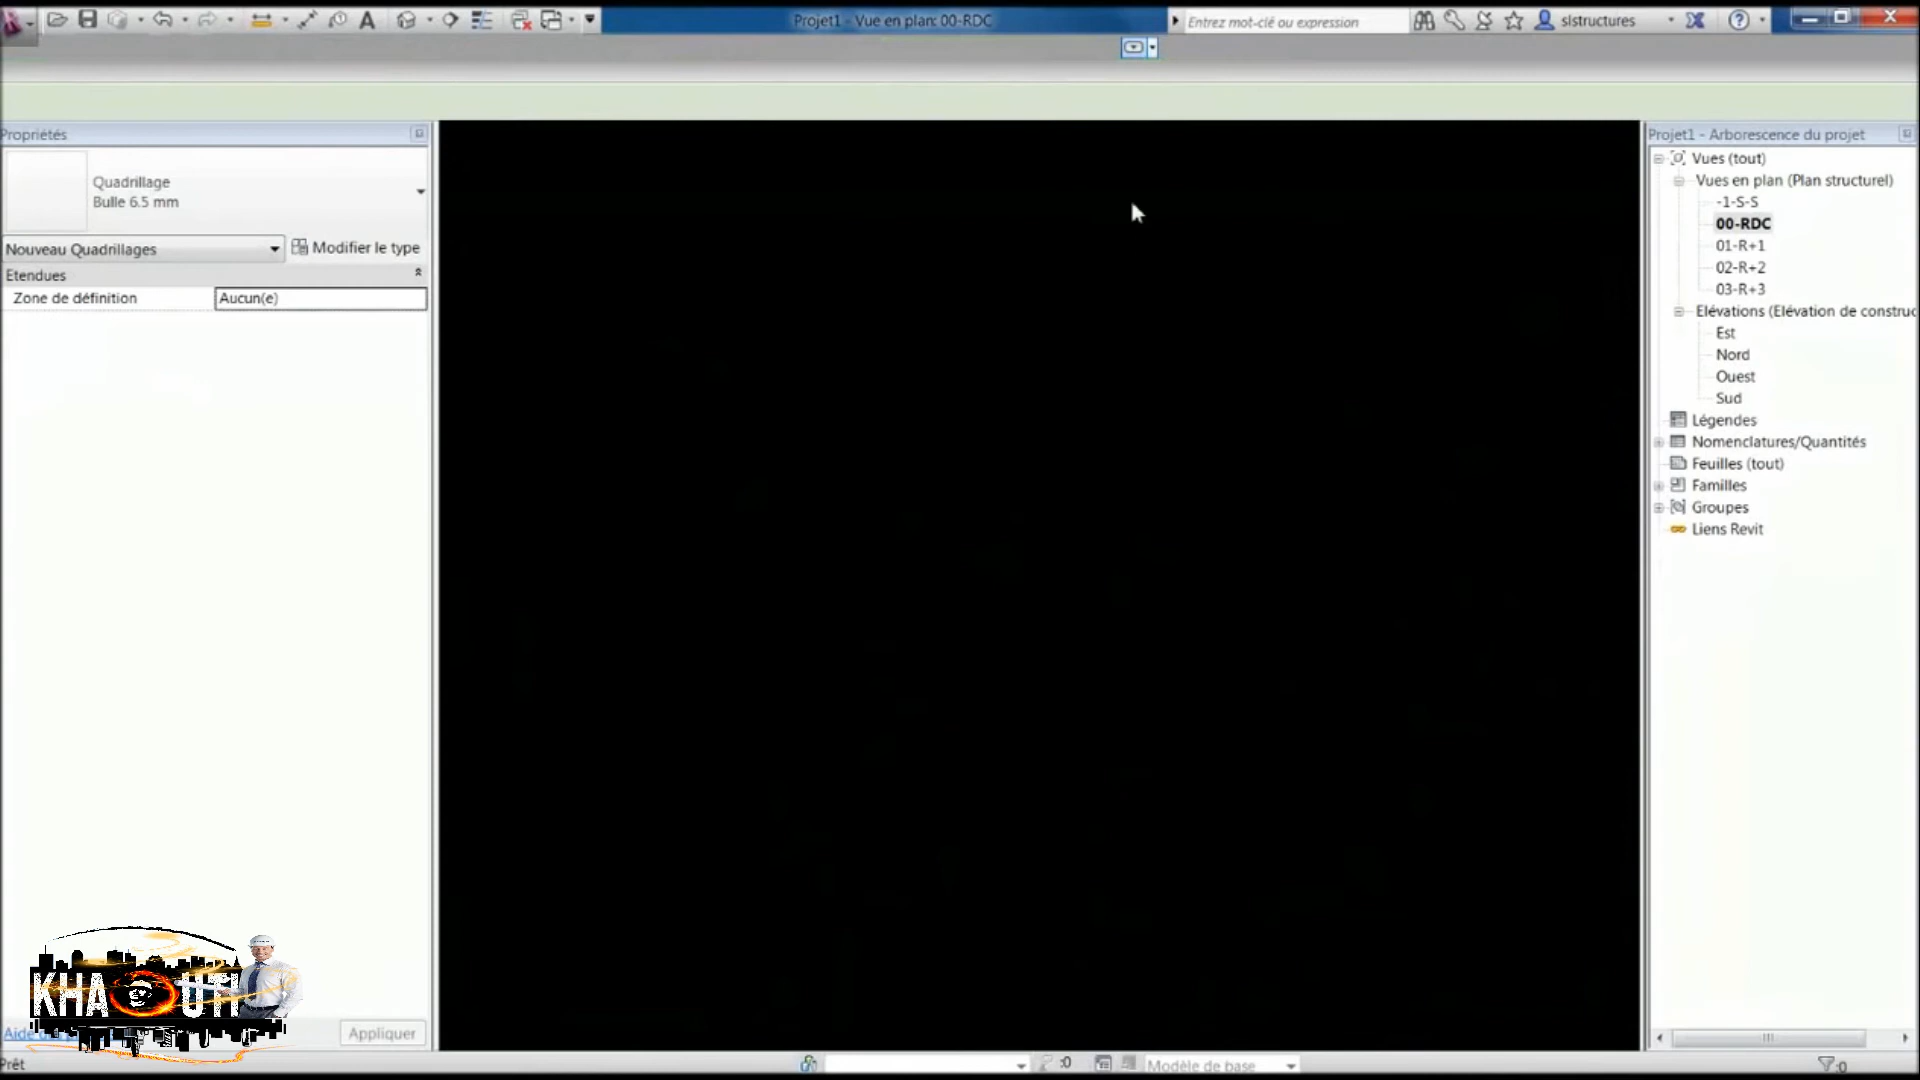 Projet1 - Vue en plan: 00-RDC
Entrez mot-clé ou expression
slstructures
Propriétés
Quadrillage
Bulle 6.5 mm
Nouveau Quadrillages
Modifier le type
Etendues
Zone de définition
Aucun(e)
Projet1 - Arborescence du projet
Vues (tout)
Vues en plan (Plan structurel)
-1-S-S
00-RDC
01-R+1
02-R+2
03-R+3
Elévations (Elévation de construc
Est
Nord
Ouest
Sud
Légendes
Nomenclatures/Quantités
Feuilles (tout)
Familles
Groupes
Liens Revit
KHAOUTI
Aide
Appliquer
Prêt
:0
Modèle de base
:0